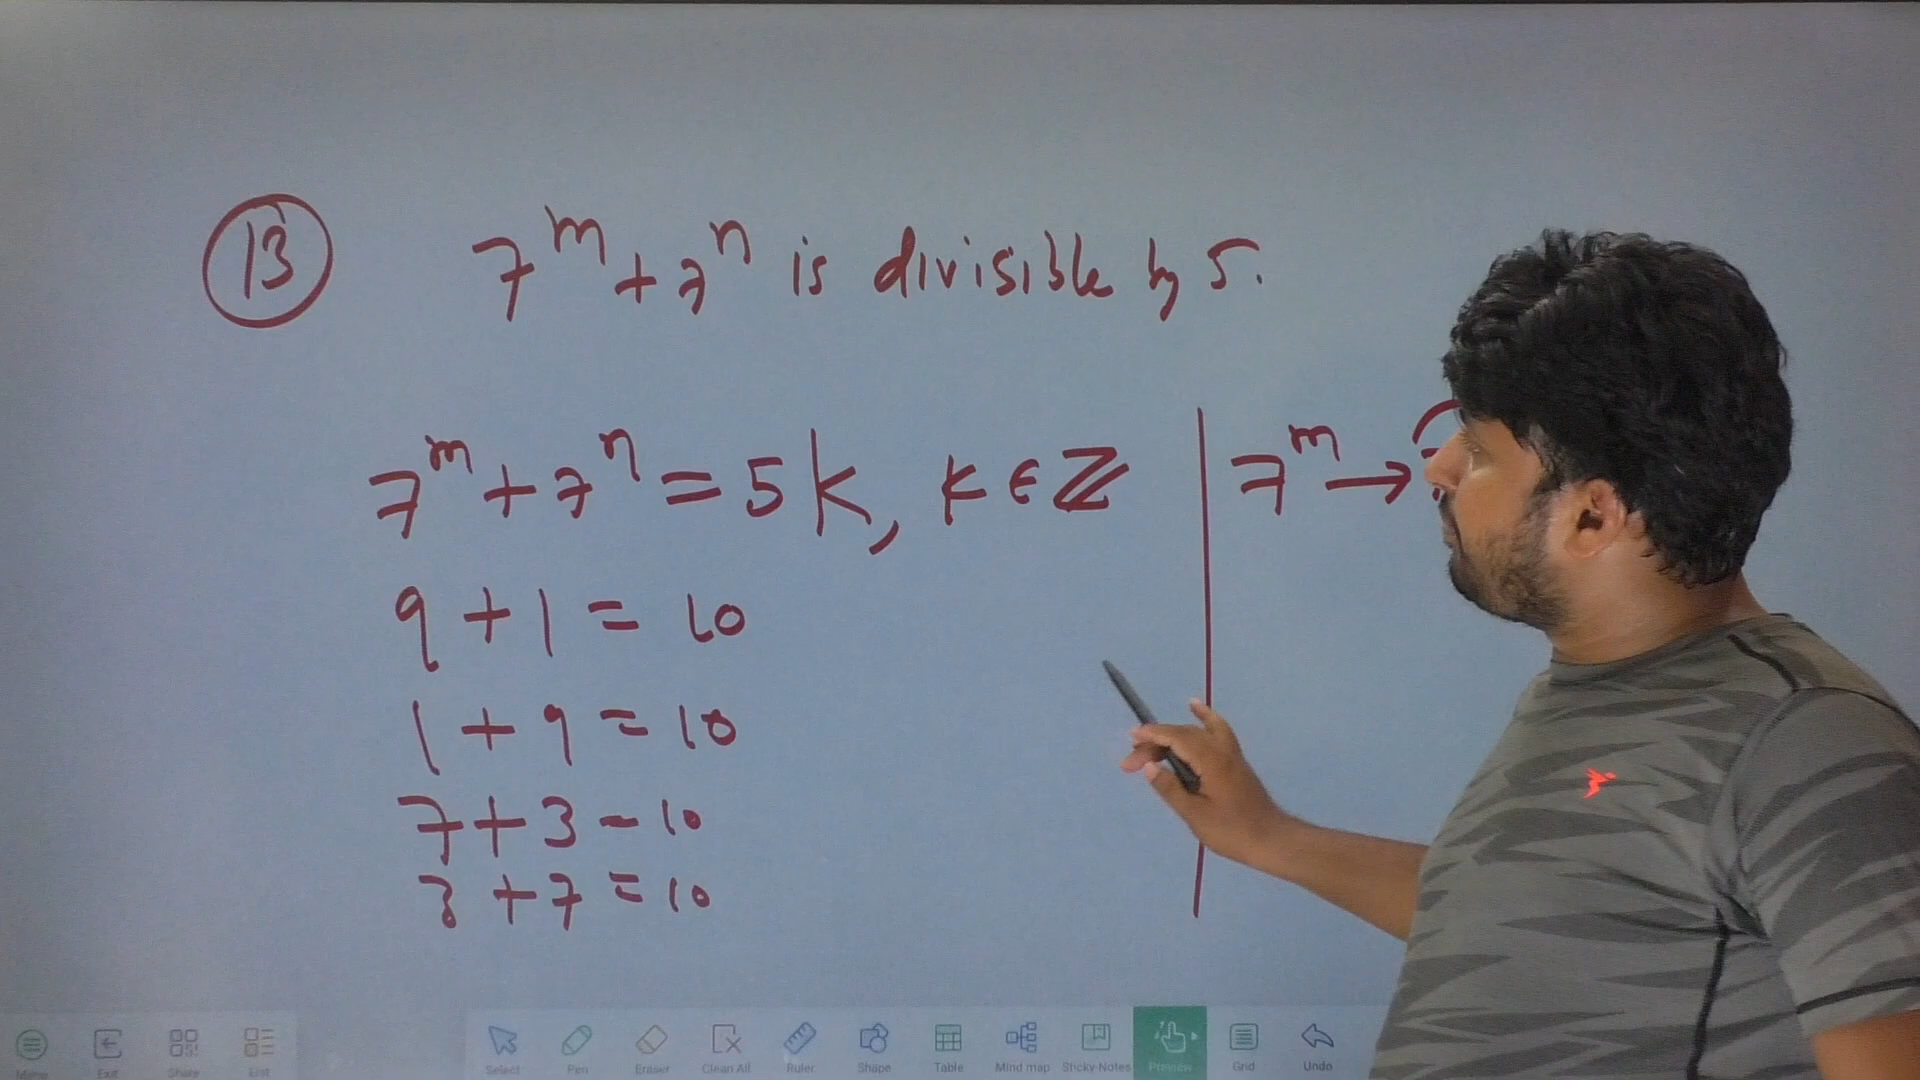 13 7^m + 7^n is divisible by 5.
7^m + 7^n = 5k, k ∈ ℤ
7^m →
9 + 1 = 10
1 + 9 = 10
7 + 3 = 10
3 + 7 = 10
Menu Exit Share Select Pen Eraser Clean All Ruler Shape Table Mind map Sticky-Notes Preview Grid Undo